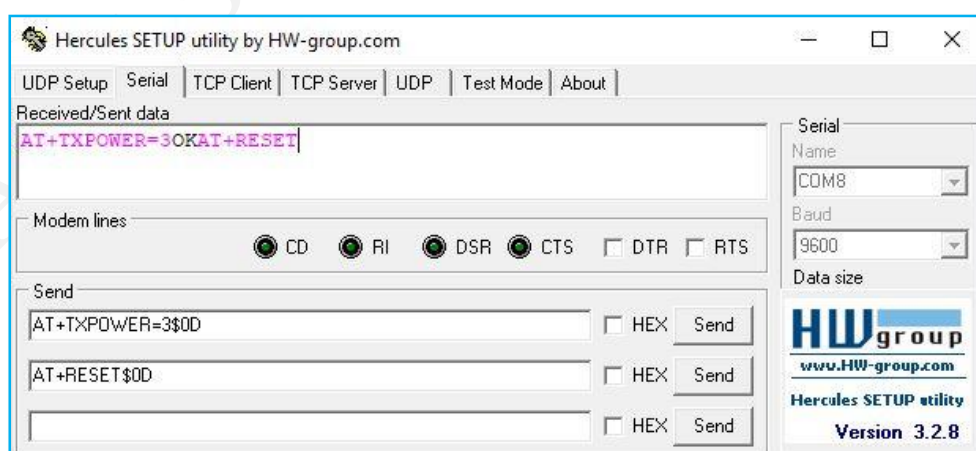 Hercules SETUP utility by HW-group.com
UDP Setup Serial TCP Client TCP Server UDP Test Mode About
Received/Sent data
AT+TXPOWER=3OKAT+RESET
Modem lines
CD RI DSR CTS DTR RTS
Send
AT+TXPOWER=3$0D HEX Send
AT+RESET$0D HEX Send
HEX Send
Serial
Name
COM8
Baud
9600
Data size
HW group
www.HW-group.com
Hercules SETUP utility
Version 3.2.8